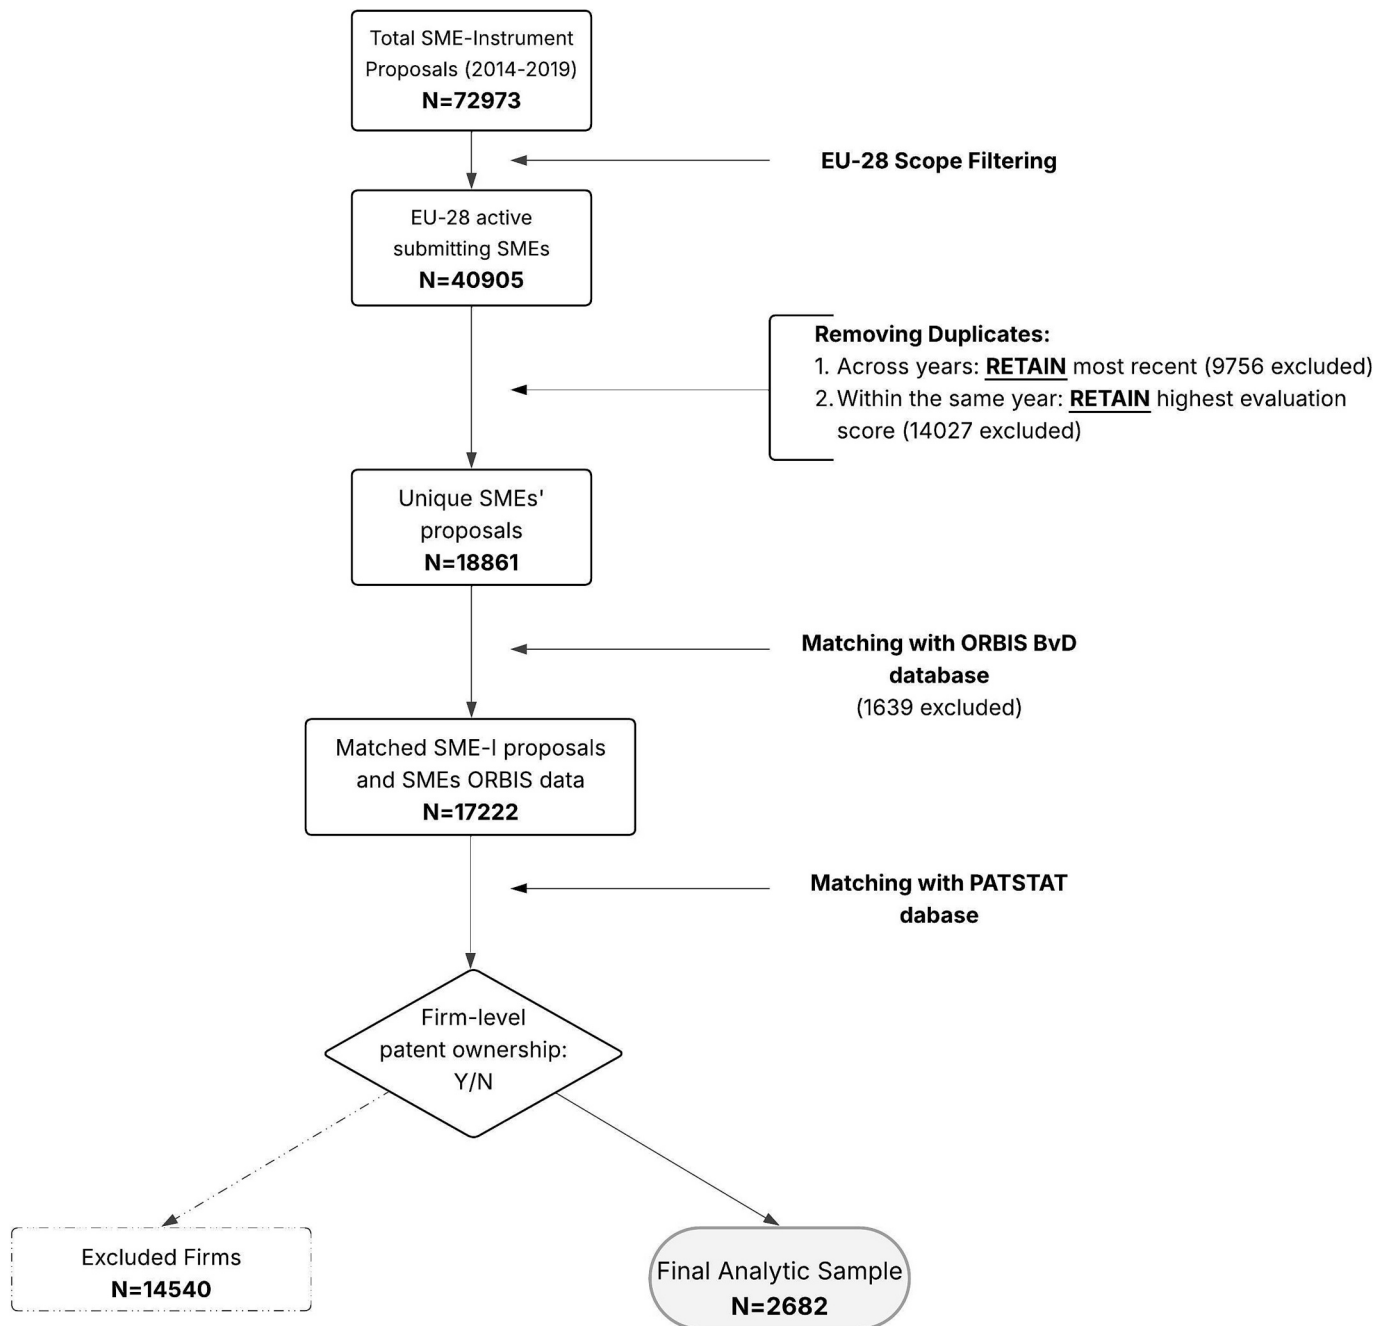 Total SME-Instrument
Proposals (2014-2019)
N=72973
EU-28 Scope Filtering
EU-28 active
submitting SMEs
N=40905
Removing Duplicates:
1. Across years: RETAIN most recent (9756 excluded)
2. Within the same year: RETAIN highest evaluation
score (14027 excluded)
Unique SMEs'
proposals
N=18861
Matching with ORBIS BvD
database
(1639 excluded)
Matched SME-I proposals
and SMEs ORBIS data
N=17222
Matching with PATSTAT
dabase
Firm-level
patent ownership:
Y/N
Excluded Firms
N=14540
Final Analytic Sample
N=2682